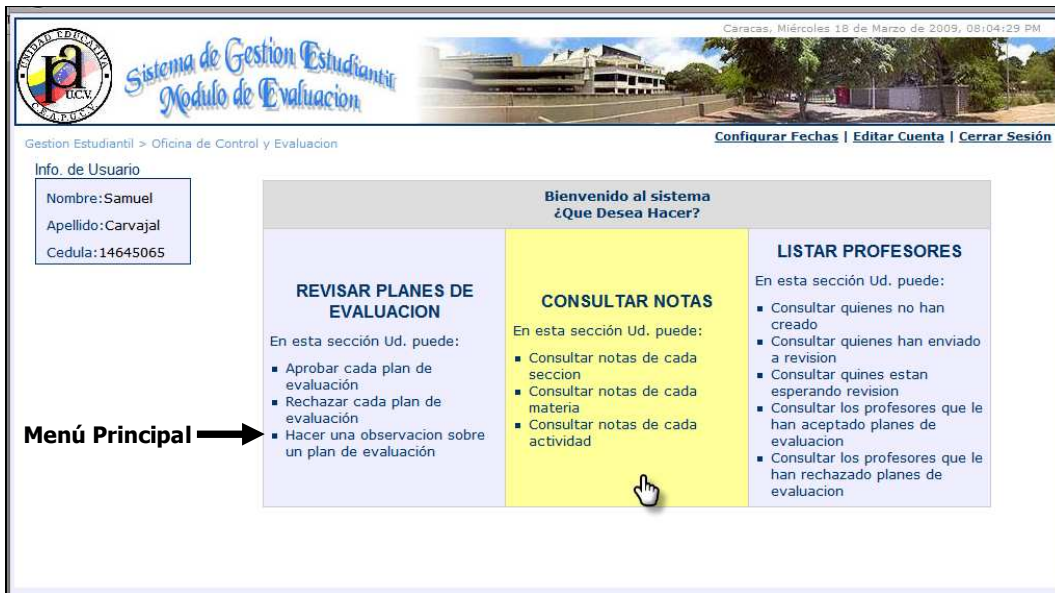 Caracas, Miércoles 18 de Marzo de 2009, 08:04:29 PM
UNIDAD EDUCATIVA
U.C.V.
C.E.A.P.U.C.V.
Sistema de Gestion Estudiantil
Modulo de Evaluacion
Gestion Estudiantil > Oficina de Control y Evaluacion
Configurar Fechas | Editar Cuenta | Cerrar Sesión
Info. de Usuario
Nombre:Samuel
Apellido:Carvajal
Cedula:14645065
Bienvenido al sistema
¿Que Desea Hacer?
REVISAR PLANES DE
EVALUACION
En esta sección Ud. puede:
▪ Aprobar cada plan de
evaluación
▪ Rechazar cada plan de
evaluación
▪ Hacer una observacion sobre
un plan de evaluación
CONSULTAR NOTAS
En esta sección Ud. puede:
▪ Consultar notas de cada
seccion
▪ Consultar notas de cada
materia
▪ Consultar notas de cada
actividad
LISTAR PROFESORES
En esta sección Ud. puede:
▪ Consultar quienes no han
creado
▪ Consultar quienes han enviado
a revision
▪ Consultar quines estan
esperando revision
▪ Consultar los profesores que le
han aceptado planes de
evaluacion
▪ Consultar los profesores que le
han rechazado planes de
evaluacion
Menú Principal